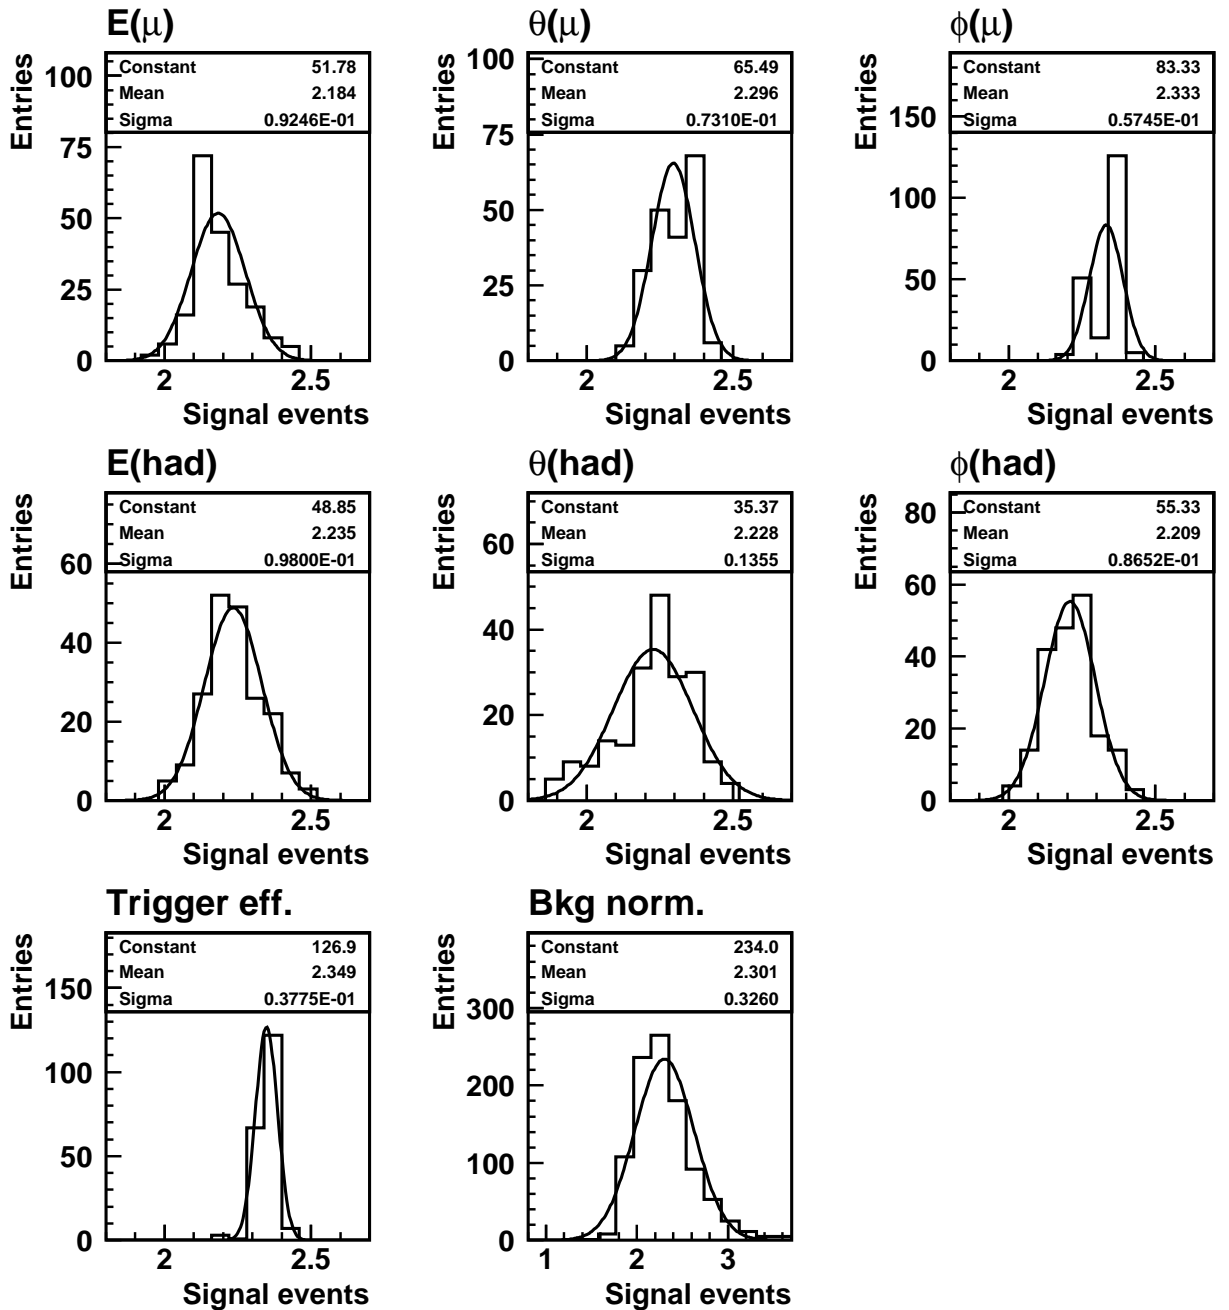 E(μ)
Constant 51.78
Mean 2.184
Sigma 0.9246E-01
Entries
100
75
50
25
0
2 2.5
Signal events
θ(μ)
Constant 65.49
Mean 2.296
Sigma 0.7310E-01
Entries
100
75
50
25
0
2 2.5
Signal events
ϕ(μ)
Constant 83.33
Mean 2.333
Sigma 0.5745E-01
Entries
150
100
50
0
2 2.5
Signal events
E(had)
Constant 48.85
Mean 2.235
Sigma 0.9800E-01
Entries
60
40
20
0
2 2.5
Signal events
θ(had)
Constant 35.37
Mean 2.228
Sigma 0.1355
Entries
60
40
20
0
2 2.5
Signal events
ϕ(had)
Constant 55.33
Mean 2.209
Sigma 0.8652E-01
Entries
80
60
40
20
0
2 2.5
Signal events
Trigger eff.
Constant 126.9
Mean 2.349
Sigma 0.3775E-01
Entries
150
100
50
0
2 2.5
Signal events
Bkg norm.
Constant 234.0
Mean 2.301
Sigma 0.3260
Entries
300
200
100
0
1 2 3
Signal events